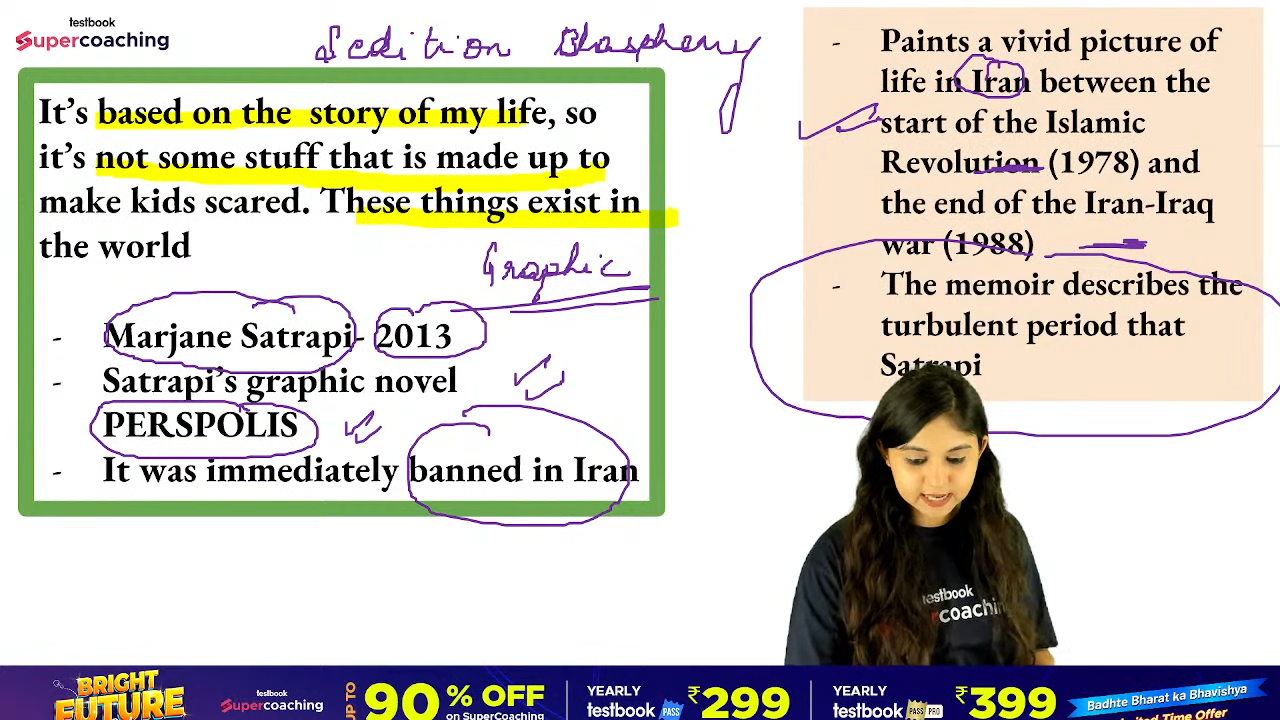 testbook
Supercoaching
Sedition Blasphemy
It's based on the story of my life, so
it's not some stuff that is made up to
make kids scared. These things exist in
the world
Graphic
- Marjane Satrapi- 2013
- Satrapi's graphic novel
PERSPOLIS
- It was immediately banned in Iran
- Paints a vivid picture of
life in Iran between the
start of the Islamic
Revolution (1978) and
the end of the Iran-Iraq
war (1988)
- The memoir describes the
turbulent period that
Satrapi
testbook
coaching
BRIGHT
FUTURE
testbook
Supercoaching
UPTO
90% OFF
on SuperCoaching
YEARLY
testbook PASS
₹299
YEARLY
testbook PASS PRO
₹399
Badhte Bharat ka Bhavishya
Time Offer